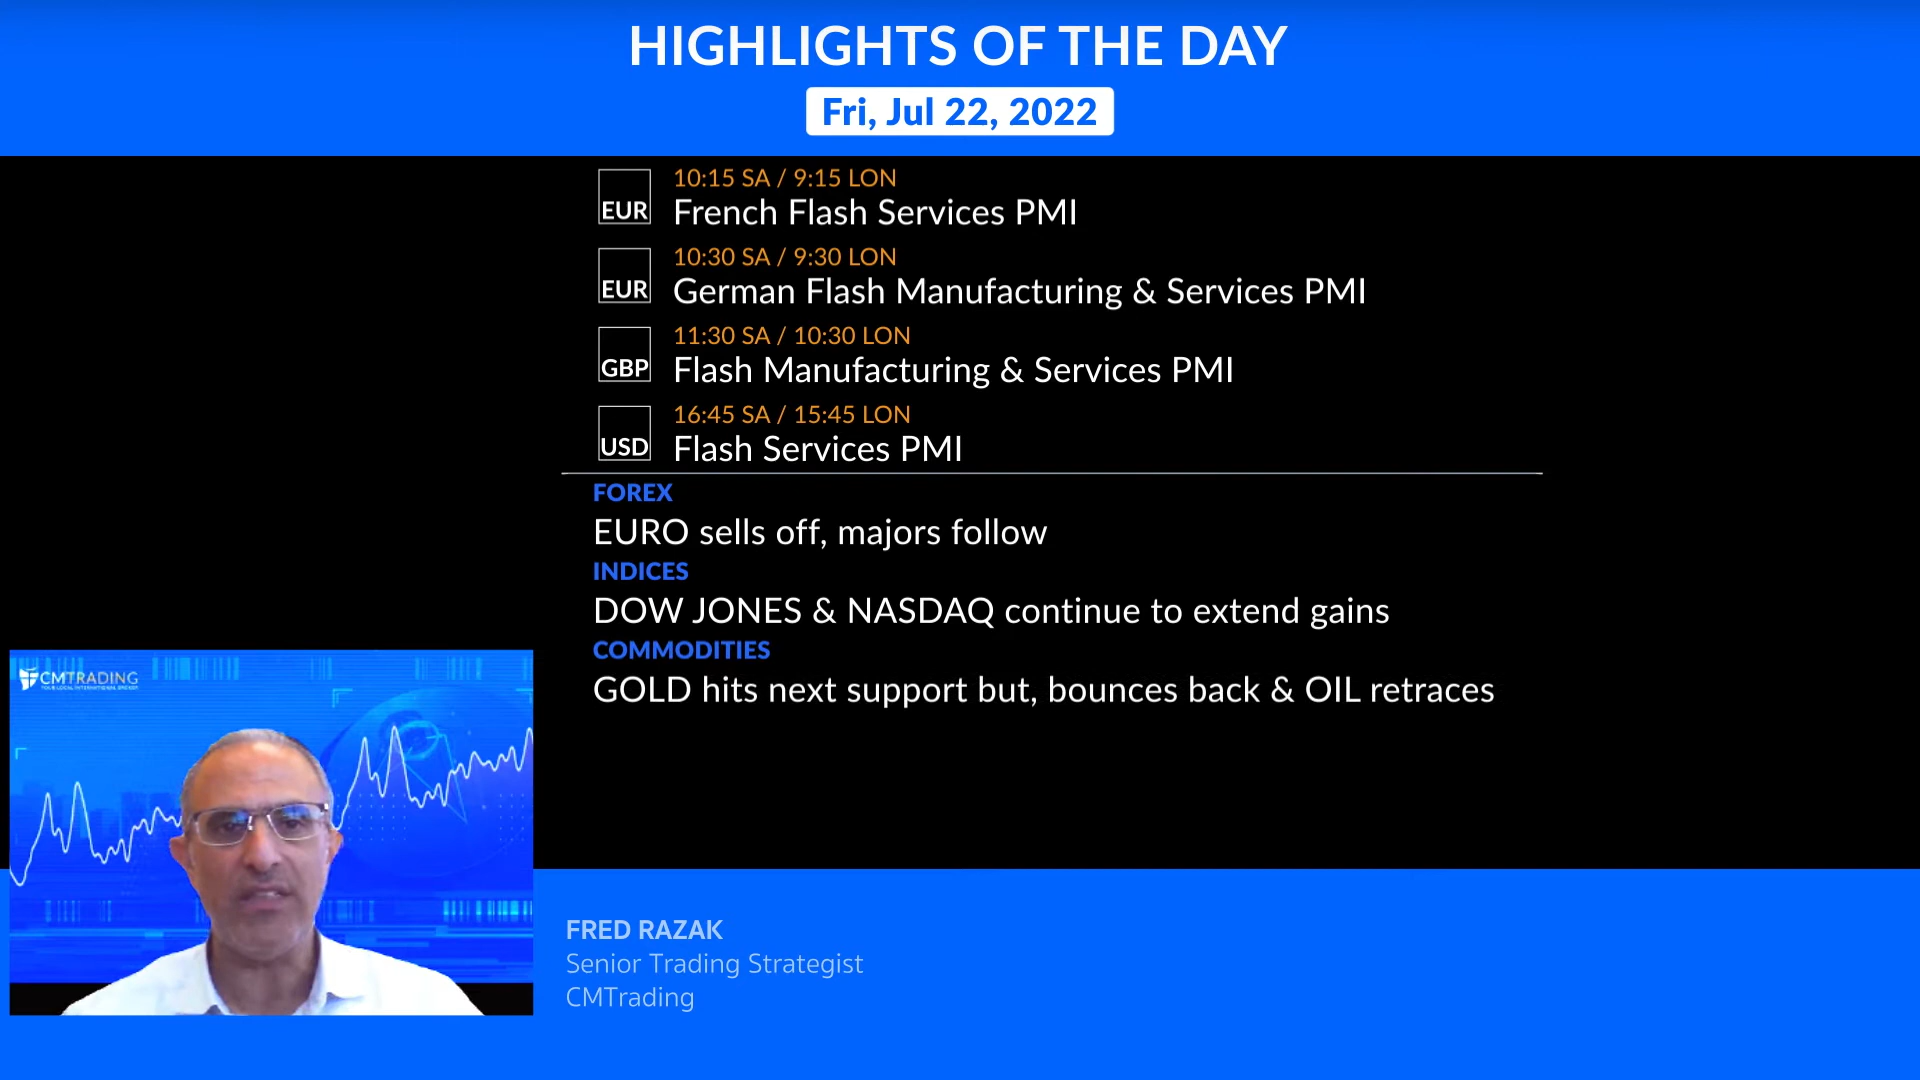 HIGHLIGHTS OF THE DAY
Fri, Jul 22, 2022
10:15 SA / 9:15 LON
EUR French Flash Services PMI
10:30 SA / 9:30 LON
EUR German Flash Manufacturing & Services PMI
11:30 SA / 10:30 LON
GBP Flash Manufacturing & Services PMI
16:45 SA / 15:45 LON
USD Flash Services PMI
FOREX
EURO sells off, majors follow
INDICES
DOW JONES & NASDAQ continue to extend gains
COMMODITIES
GOLD hits next support but, bounces back & OIL retraces
CMTRADING
YOUR LOCAL INTERNATIONAL BROKER
FRED RAZAK
Senior Trading Strategist
CMTrading